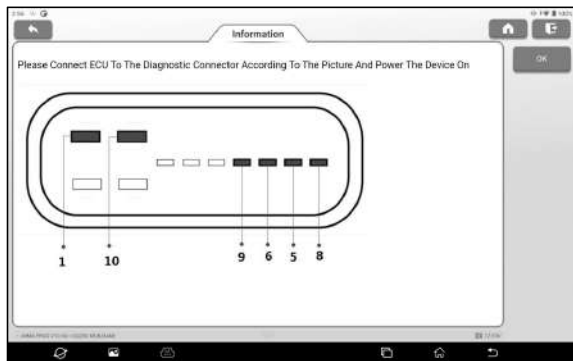 Information
Please Connect ECU To The Diagnostic Connector According To The Picture And Power The Device On
OK
1 10 9 6 5 8